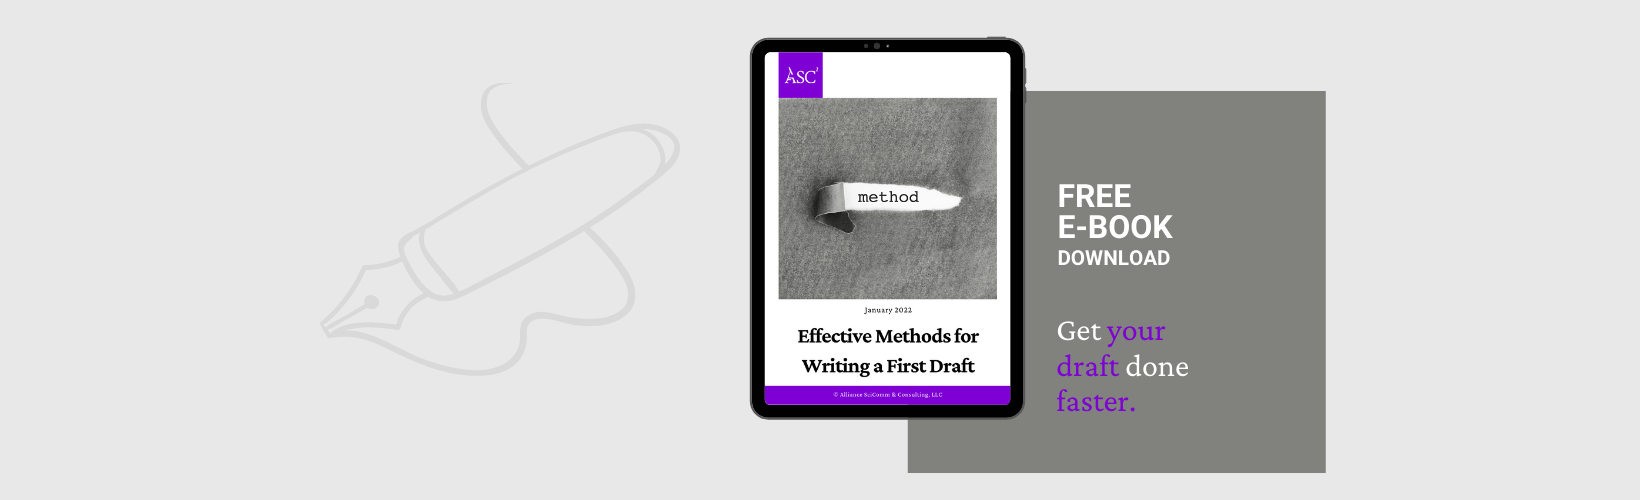 ASC
method
January 2022
Effective Methods for
Writing a First Draft
© Alliance SciComm & Consulting, LLC
FREE
E-BOOK
DOWNLOAD
Get your
draft done
faster.